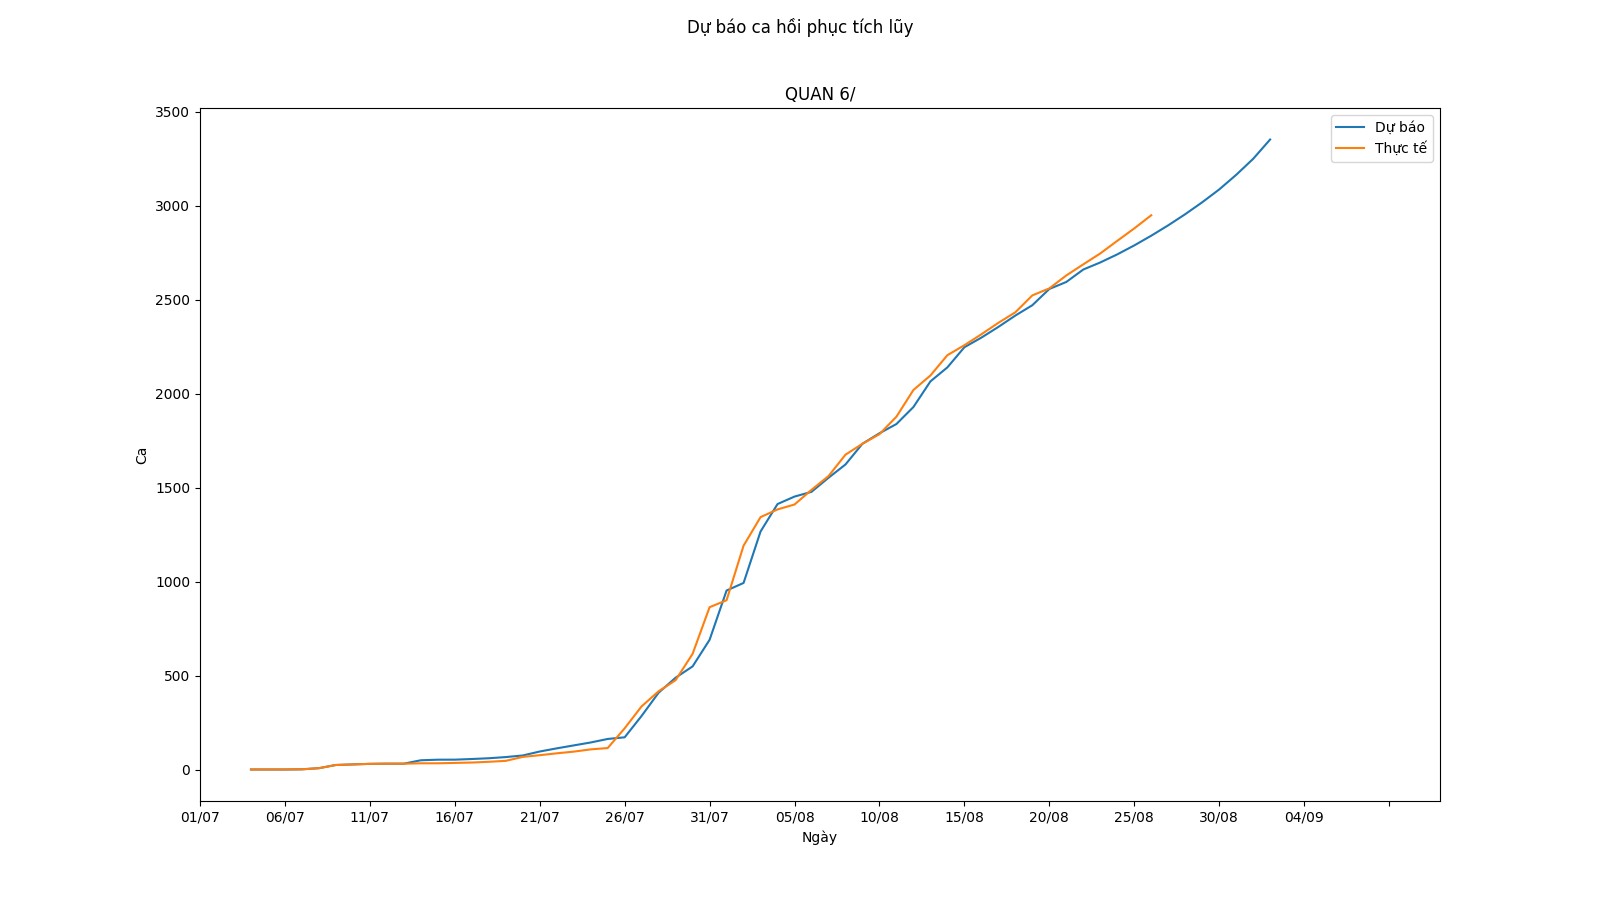 Dự báo ca hồi phục tích lũy
QUAN 6/
Dự báo
Thực tế
3500
3000
2500
2000
1500
1000
500
0
Ca
01/07 06/07 11/07 16/07 21/07 26/07 31/07 05/08 10/08 15/08 20/08 25/08 30/08 04/09
Ngày